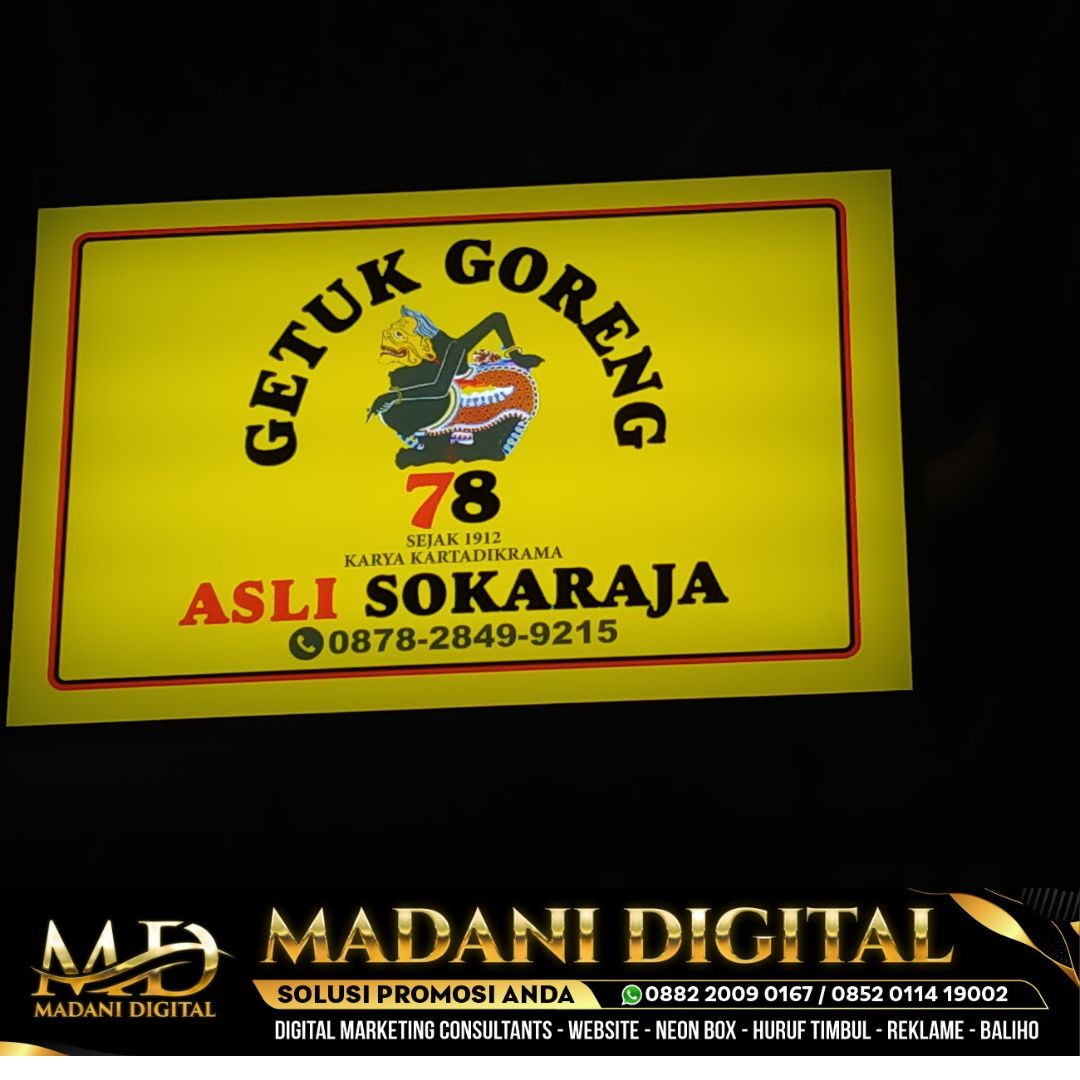 GETUK GORENG
78
SEJAK 1912
KARYA KARTADIKRAMA
ASLI SOKARAJA
0878-2849-9215
MD
MADANI DIGITAL
MADANI DIGITAL
SOLUSI PROMOSI ANDA
0882 2009 0167 / 0852 0114 19002
DIGITAL MARKETING CONSULTANTS - WEBSITE - NEON BOX - HURUF TIMBUL - REKLAME - BALIHO